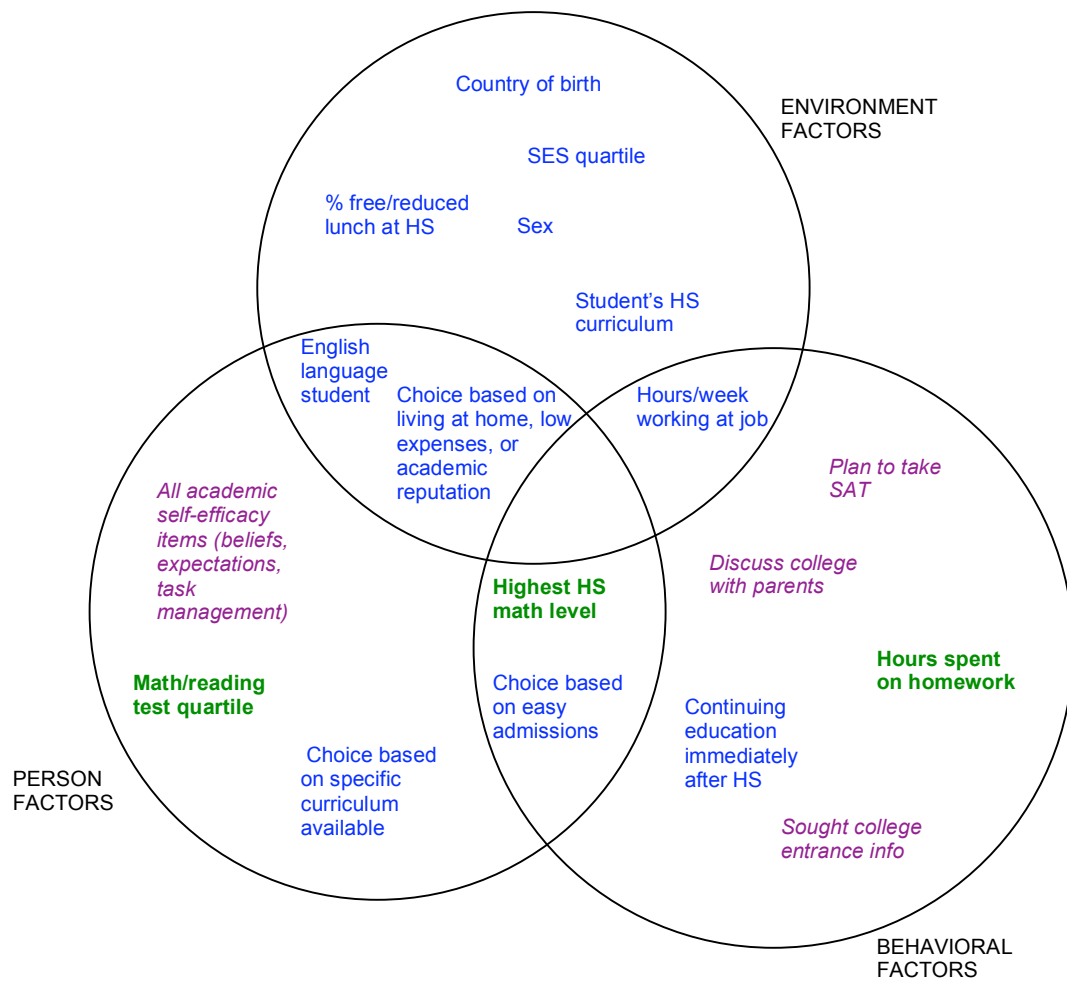 Country of birth
ENVIRONMENT
FACTORS
SES quartile
% free/reduced
lunch at HS
Sex
Student’s HS
curriculum
English
language
student
Choice based on
living at home, low
expenses, or
academic
reputation
Hours/week
working at job
Plan to take
SAT
All academic
self-efficacy
items (beliefs,
expectations,
task
management)
Discuss college
with parents
Highest HS
math level
Hours spent
on homework
Math/reading
test quartile
Choice based
on easy
admissions
Continuing
education
immediately
after HS
Choice based
on specific
curriculum
available
PERSON
FACTORS
Sought college
entrance info
BEHAVIORAL
FACTORS